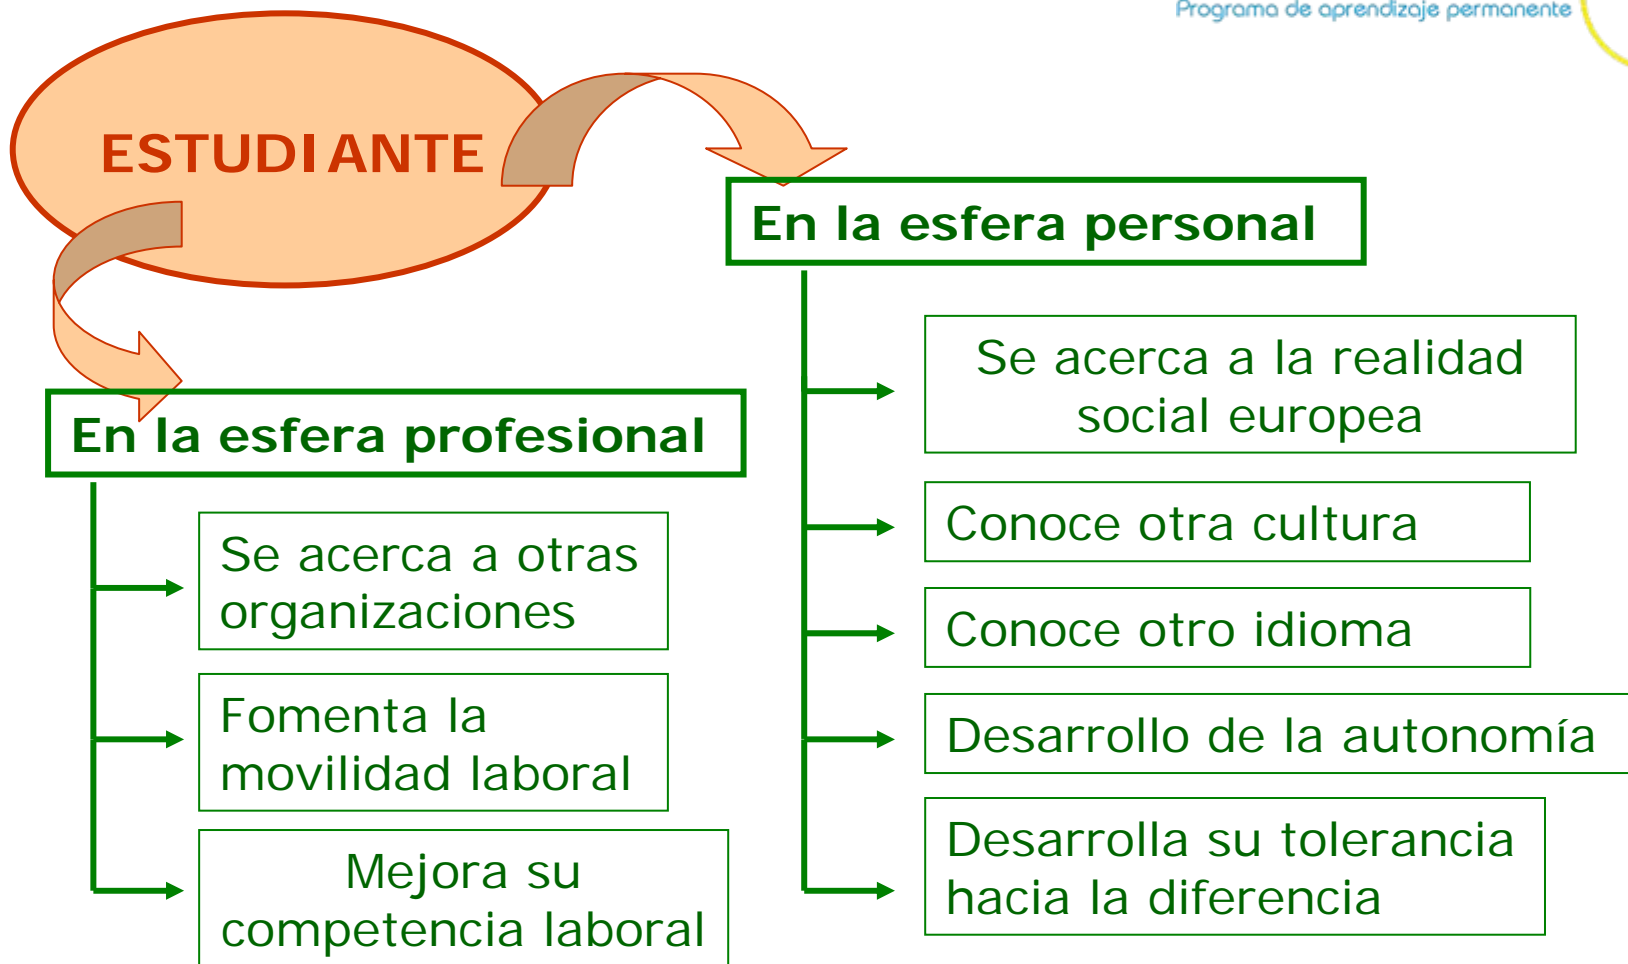 Programa de aprendizaje permanente
ESTUDIANTE
En la esfera personal
Se acerca a la realidad
social europea
Conoce otra cultura
Conoce otro idioma
Desarrollo de la autonomía
Desarrolla su tolerancia
hacia la diferencia
En la esfera profesional
Se acerca a otras
organizaciones
Fomenta la
movilidad laboral
Mejora su
competencia laboral